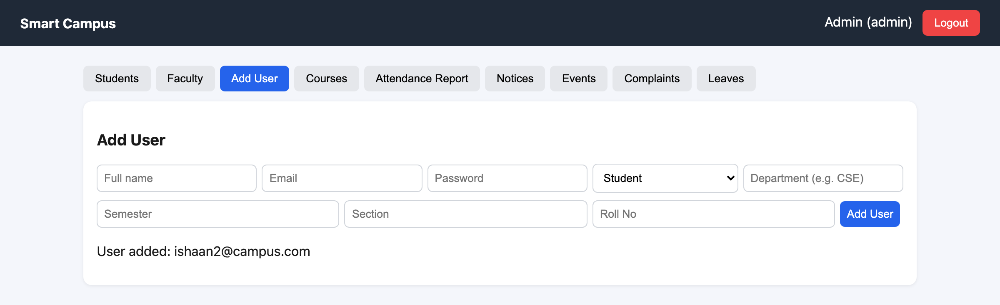 Smart Campus
Admin (admin) Logout
Students Faculty Add User Courses Attendance Report Notices Events Complaints Leaves
Add User
Full name Email Password Student Department (e.g. CSE)
Semester Section Roll No Add User
User added: ishaan2@campus.com